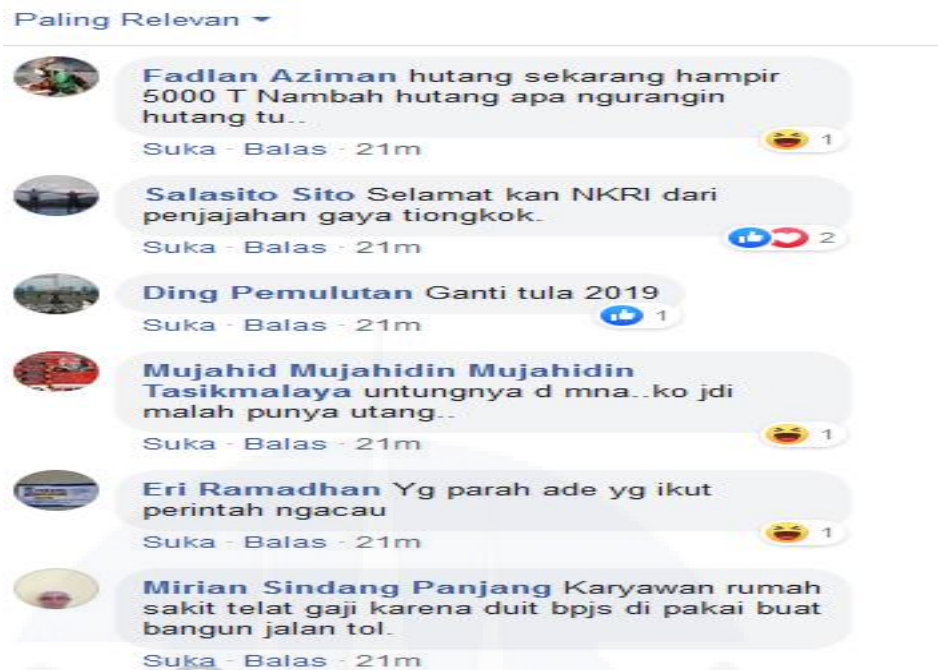 Paling Relevan
Fadlan Aziman hutang sekarang hampir
5000 T Nambah hutang apa ngurangin
hutang tu..
1
Suka · Balas · 21m
Salasito Sito Selamat kan NKRI dari
penjajahan gaya tiongkok.
2
Suka · Balas · 21m
Ding Pemulutan Ganti tula 2019
1
Suka · Balas · 21m
Mujahid Mujahidin Mujahidin
Tasikmalaya untungnya d mna..ko jdi
malah punya utang..
1
Suka · Balas · 21m
Eri Ramadhan Yg parah ade yg ikut
perintah ngacau
1
Suka · Balas · 21m
Mirian Sindang Panjang Karyawan rumah
sakit telat gaji karena duit bpjs di pakai buat
bangun jalan tol.
Suka · Balas · 21m